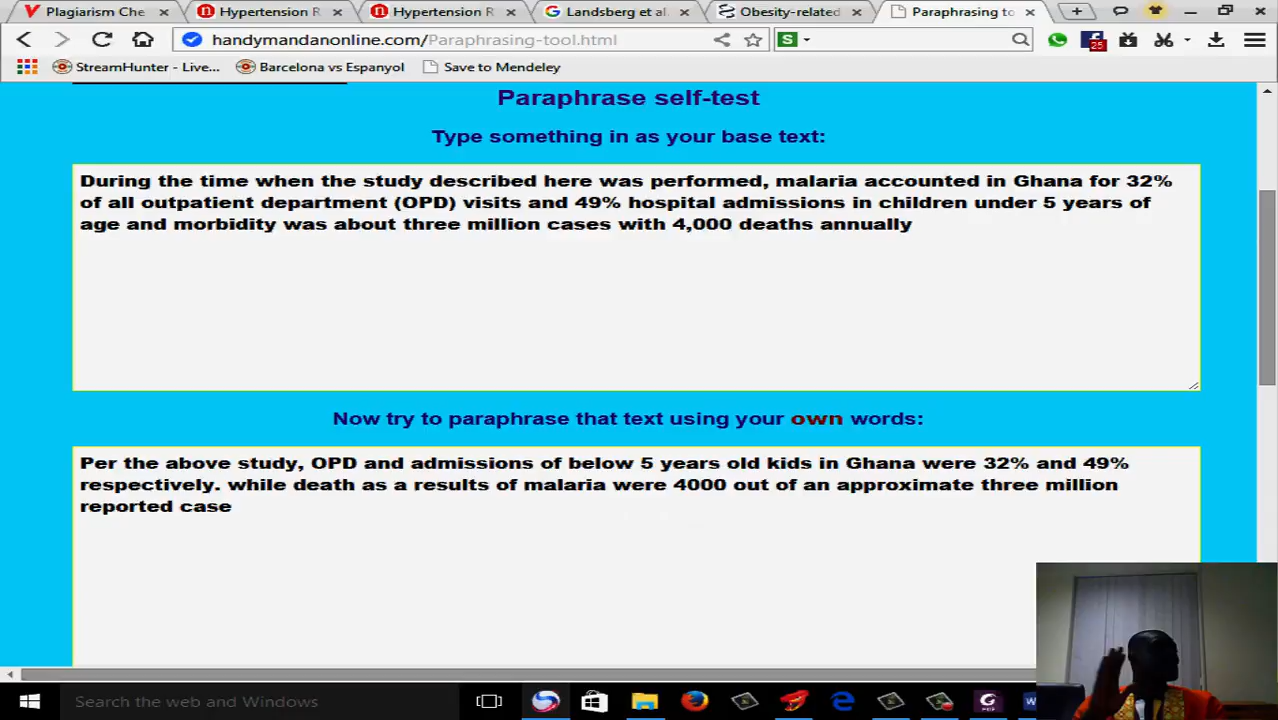 Plagiarism Che
Hypertension R
Hypertension R
Landsberg et al.
Obesity-related
Paraphrasing to
handymandanonline.com/Paraphrasing-tool.html
S
25
StreamHunter - Live...
Barcelona vs Espanyol
Save to Mendeley
Paraphrase self-test
Type something in as your base text:
During the time when the study described here was performed, malaria accounted in Ghana for 32%
of all outpatient department (OPD) visits and 49% hospital admissions in children under 5 years of
age and morbidity was about three million cases with 4,000 deaths annually
Now try to paraphrase that text using your own words:
Per the above study, OPD and admissions of below 5 years old kids in Ghana were 32% and 49%
respectively. while death as a results of malaria were 4000 out of an approximate three million
reported case
Search the web and Windows